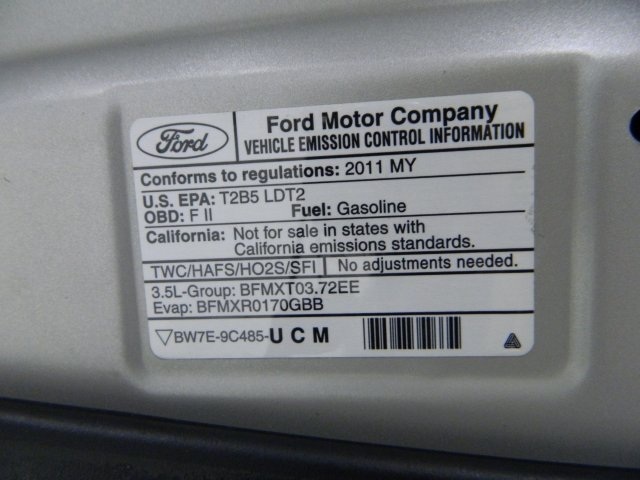 Ford
Ford Motor Company
VEHICLE EMISSION CONTROL INFORMATION
Conforms to regulations: 2011 MY
U.S. EPA: T2B5 LDT2
OBD: F II Fuel: Gasoline
California: Not for sale in states with
California emissions standards.
TWC/HAFS/HO2S/SFI No adjustments needed.
3.5L-Group: BFMXT03.72EE
Evap: BFMXR0170GBB
BW7E-9C485-UCM